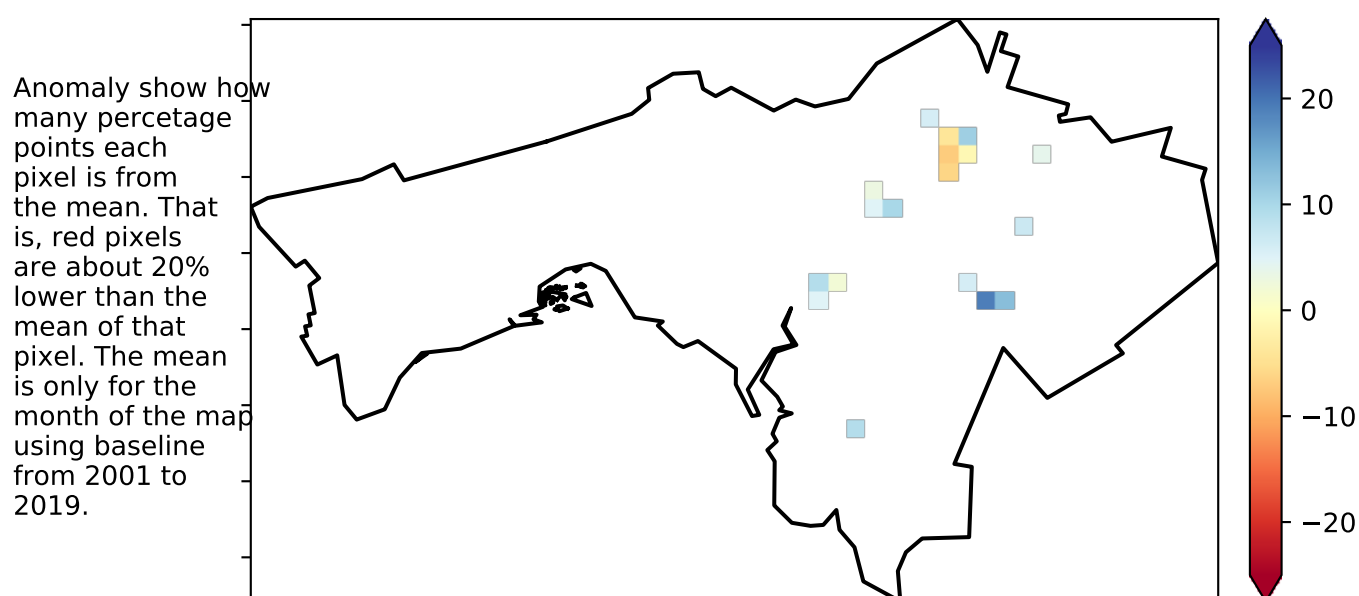 Anomaly show how
many percetage
points each
pixel is from
the mean. That
is, red pixels
are about 20%
lower than the
mean of that
pixel. The mean
is only for the
month of the map
using baseline
from 2001 to
2019.
20
10
0
−10
−20